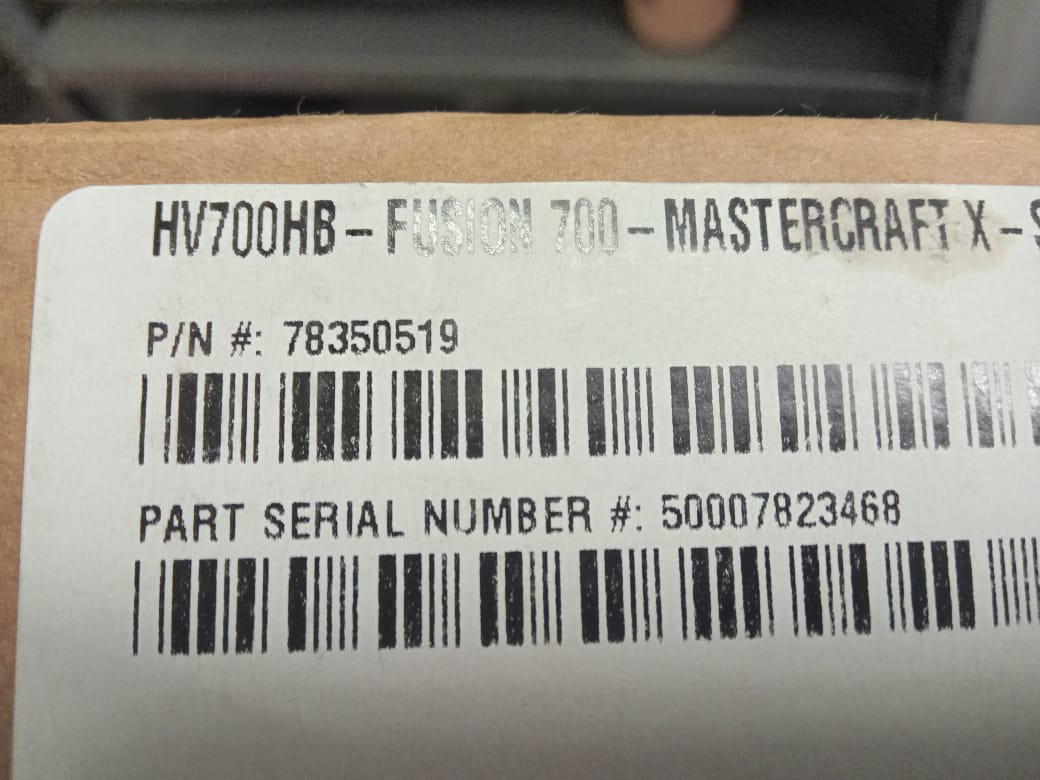 HV700HB-FUSION 700-MASTERCRAFT X-S
P/N #: 78350519
PART SERIAL NUMBER #: 50007823468